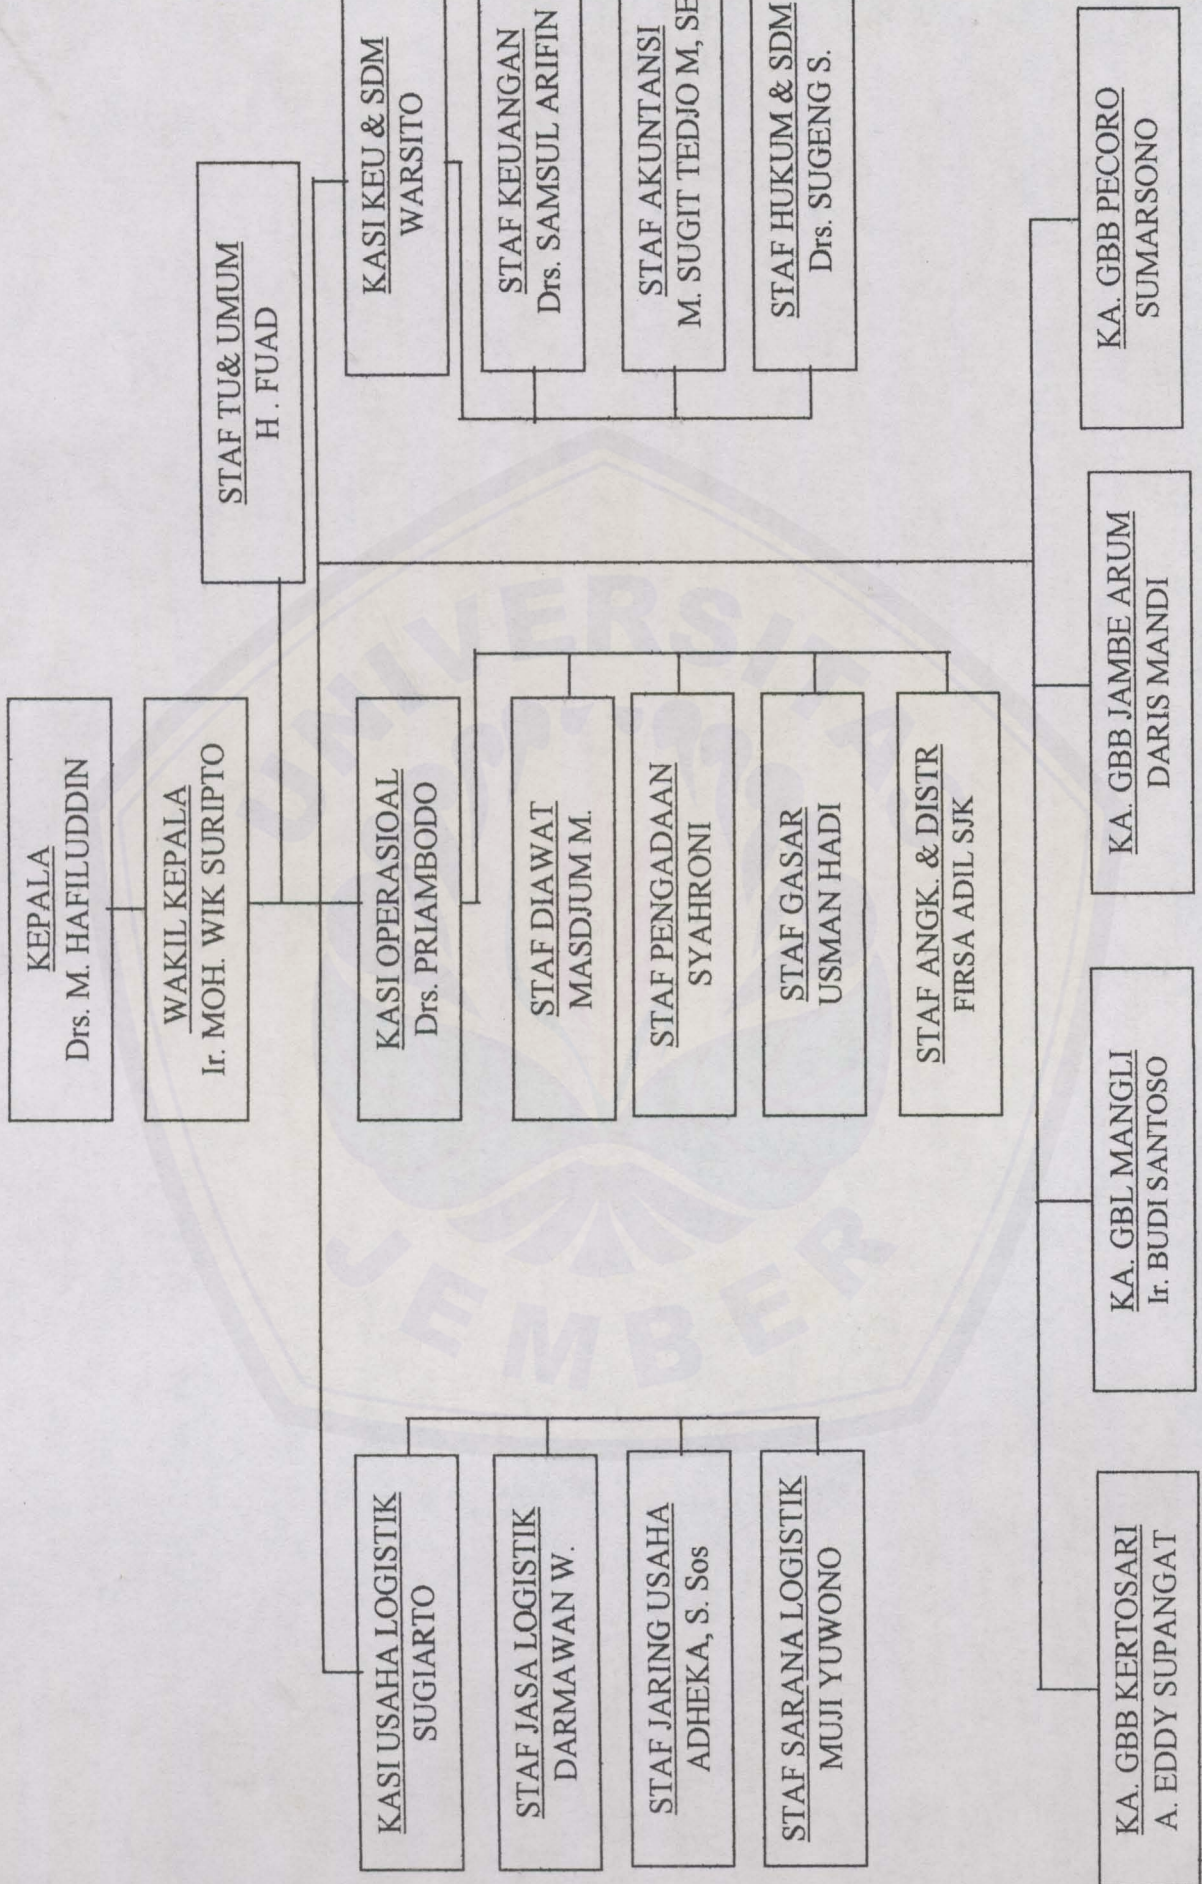 KEPALA
Drs. M. HAFILUDDIN
WAKIL KEPALA
Ir. MOH. WIK SURIPTO
STAF TU& UMUM
H . FUAD
KASI USAHA LOGISTIK
SUGIARTO
STAF JASA LOGISTIK
DARMAWAN W.
STAF JARING USAHA
ADHEKA, S. Sos
STAF SARANA LOGISTIK
MUJI YUWONO
KASI OPERASIOAL
Drs. PRIAMBODO
STAF DIAWAT
MASDJUM M.
STAF PENGADAAN
SYAHRONI
STAF GASAR
USMAN HADI
STAF ANGK. & DISTR
FIRSA ADIL SJK
KASI KEU & SDM
WARSITO
STAF KEUANGAN
Drs. SAMSUL ARIFIN
STAF AKUNTANSI
M. SUGIT TEDJO M, SE
STAF HUKUM & SDM
Drs. SUGENG S.
KA. GBB KERTOSARI
A. EDDY SUPANGAT
KA. GBL MANGLI
Ir. BUDI SANTOSO
KA. GBB JAMBE ARUM
DARIS MANDI
KA. GBB PECORO
SUMARSONO
UNIVERSITAS
JEMBER